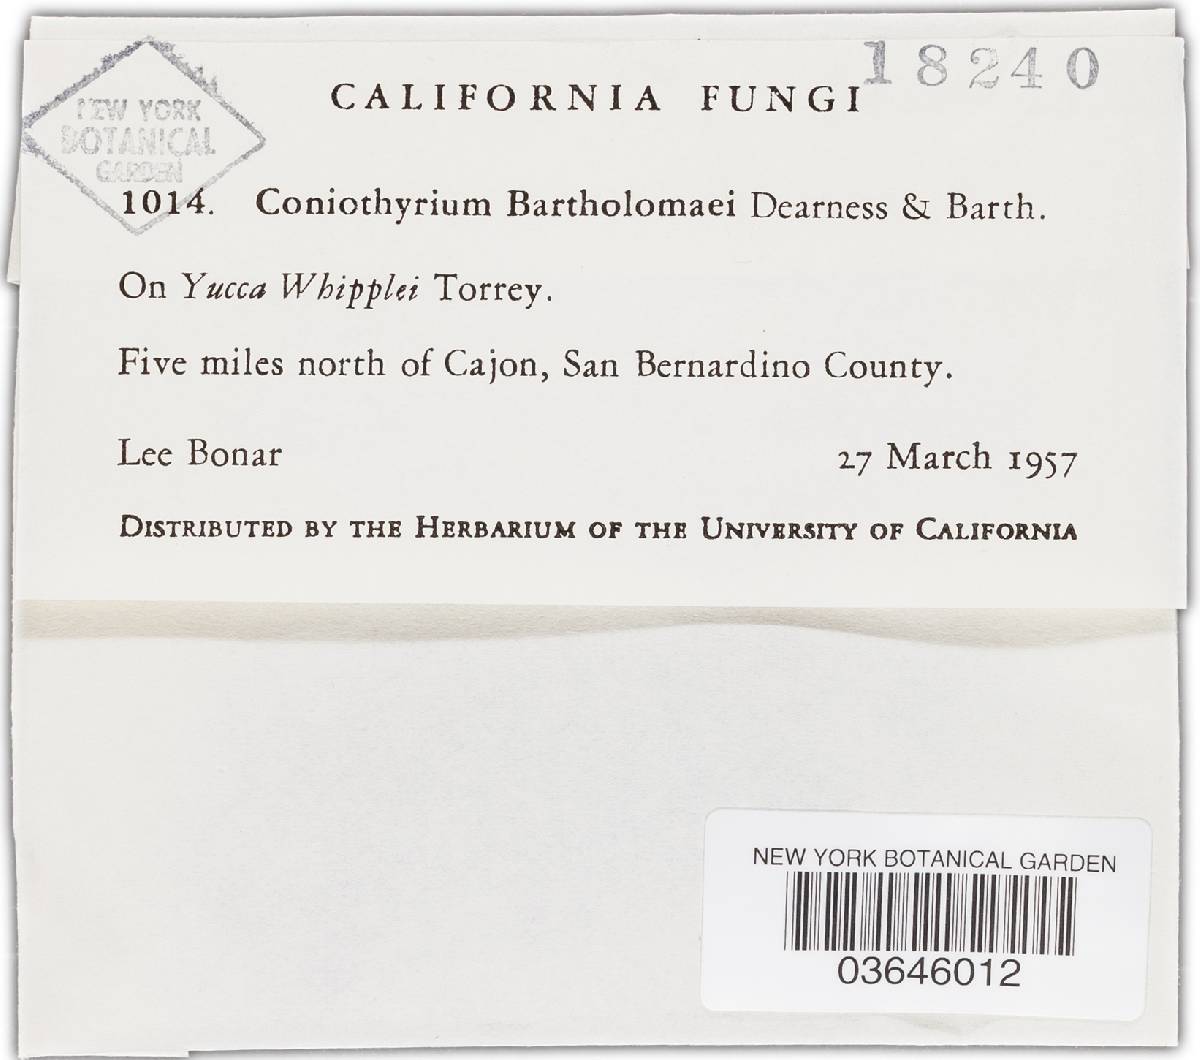 NEW YORK
BOTANICAL
GARDEN
18240
CALIFORNIA FUNGI
1014. Coniothyrium Bartholomaei Dearness & Barth.
On Yucca Whipplei Torrey.
Five miles north of Cajon, San Bernardino County.
Lee Bonar 27 March 1957
DISTRIBUTED BY THE HERBARIUM OF THE UNIVERSITY OF CALIFORNIA
NEW YORK BOTANICAL GARDEN
03646012